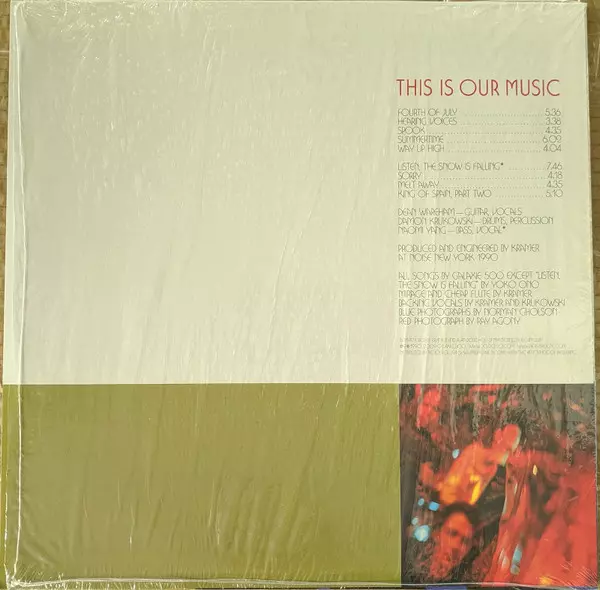 THIS IS OUR MUSIC
FOURTH OF JULY 5:36
HEARING VOICES 3:38
SPOOK 4:35
SUMMERTIME 6:09
WAY UP HIGH 4:04
LISTEN, THE SNOW IS FALLING* 7:46
SORRY 4:18
MELT AWAY 4:35
KING OF SPAIN, PART TWO 5:10
DEAN WAREHAM — GUITAR, VOCALS
DAMON KRUKOWSKI — DRUMS, PERCUSSION
NAOMI YANG — BASS, VOCAL*
PRODUCED AND ENGINEERED BY KRAMER
AT NOISE NEW YORK 1990
ALL SONGS BY GALAXIE 500 EXCEPT "LISTEN,
THE SNOW IS FALLING" BY YOKO ONO
MIRAGE AND CHEAP FLUTE BY KRAMER
BACKING VOCALS BY KRAMER AND KRUKOWSKI
BLUE PHOTOGRAPHS BY NORMAN GHOLSON
RED PHOTOGRAPH BY RAY AGONY